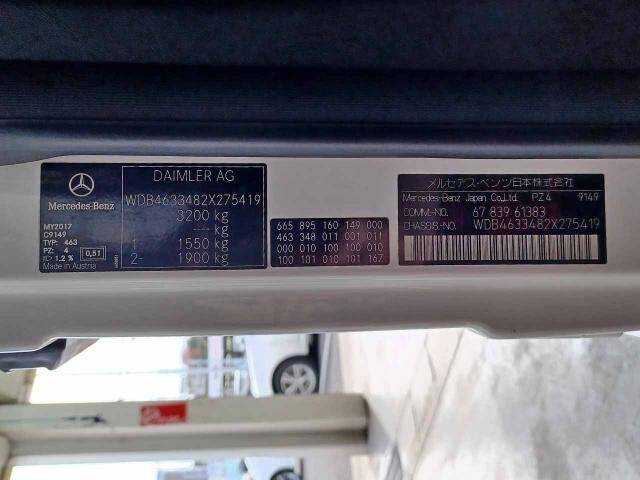 Mercedes-Benz
MY2017
C9149
TYP: 463
PZ: 4
1.2 %
0,51
Made in Austria
DAIMLER AG
WDB4633482X275419
3200 kg
---- kg
1 - 1550 kg
2- 1900 kg
665 895 160 149 000
463 348 011 001 011
000 010 100 100 010
100 101 010 101 167
メルセデス・ベンツ日本株式会社
Mercedes-Benz Japan Co.,Ltd. PZ4 9149
COMM.-NO. 67 839 61383
CHASSIS.-NO. WDB4633482X275419